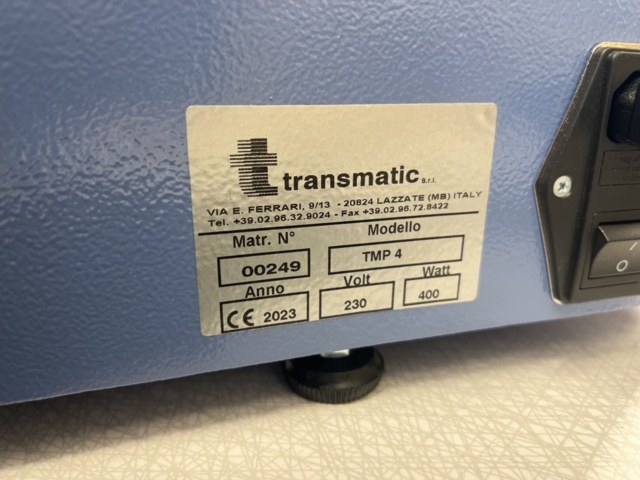 transmatic s.r.l.
VIA E. FERRARI, 9/13 - 20824 LAZZATE (MB) ITALY
Tel. +39.02.96.32.9024 - Fax +39.02.96.72.8422
Matr. N° Modello
00249 TMP 4
Anno Volt Watt
CE 2023 230 400
I
O